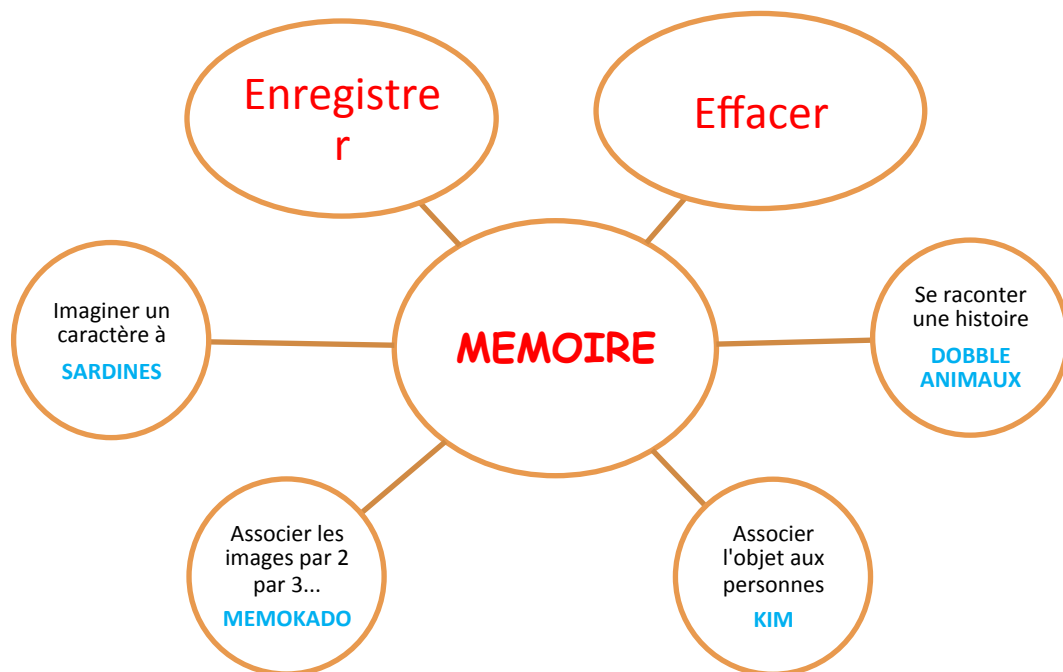 Enregistre
r
Effacer
MEMOIRE
Imaginer un
caractère à
SARDINES
Se raconter
une histoire
DOBBLE
ANIMAUX
Associer les
images par 2
par 3...
MEMOKADO
Associer
l'objet aux
personnes
KIM